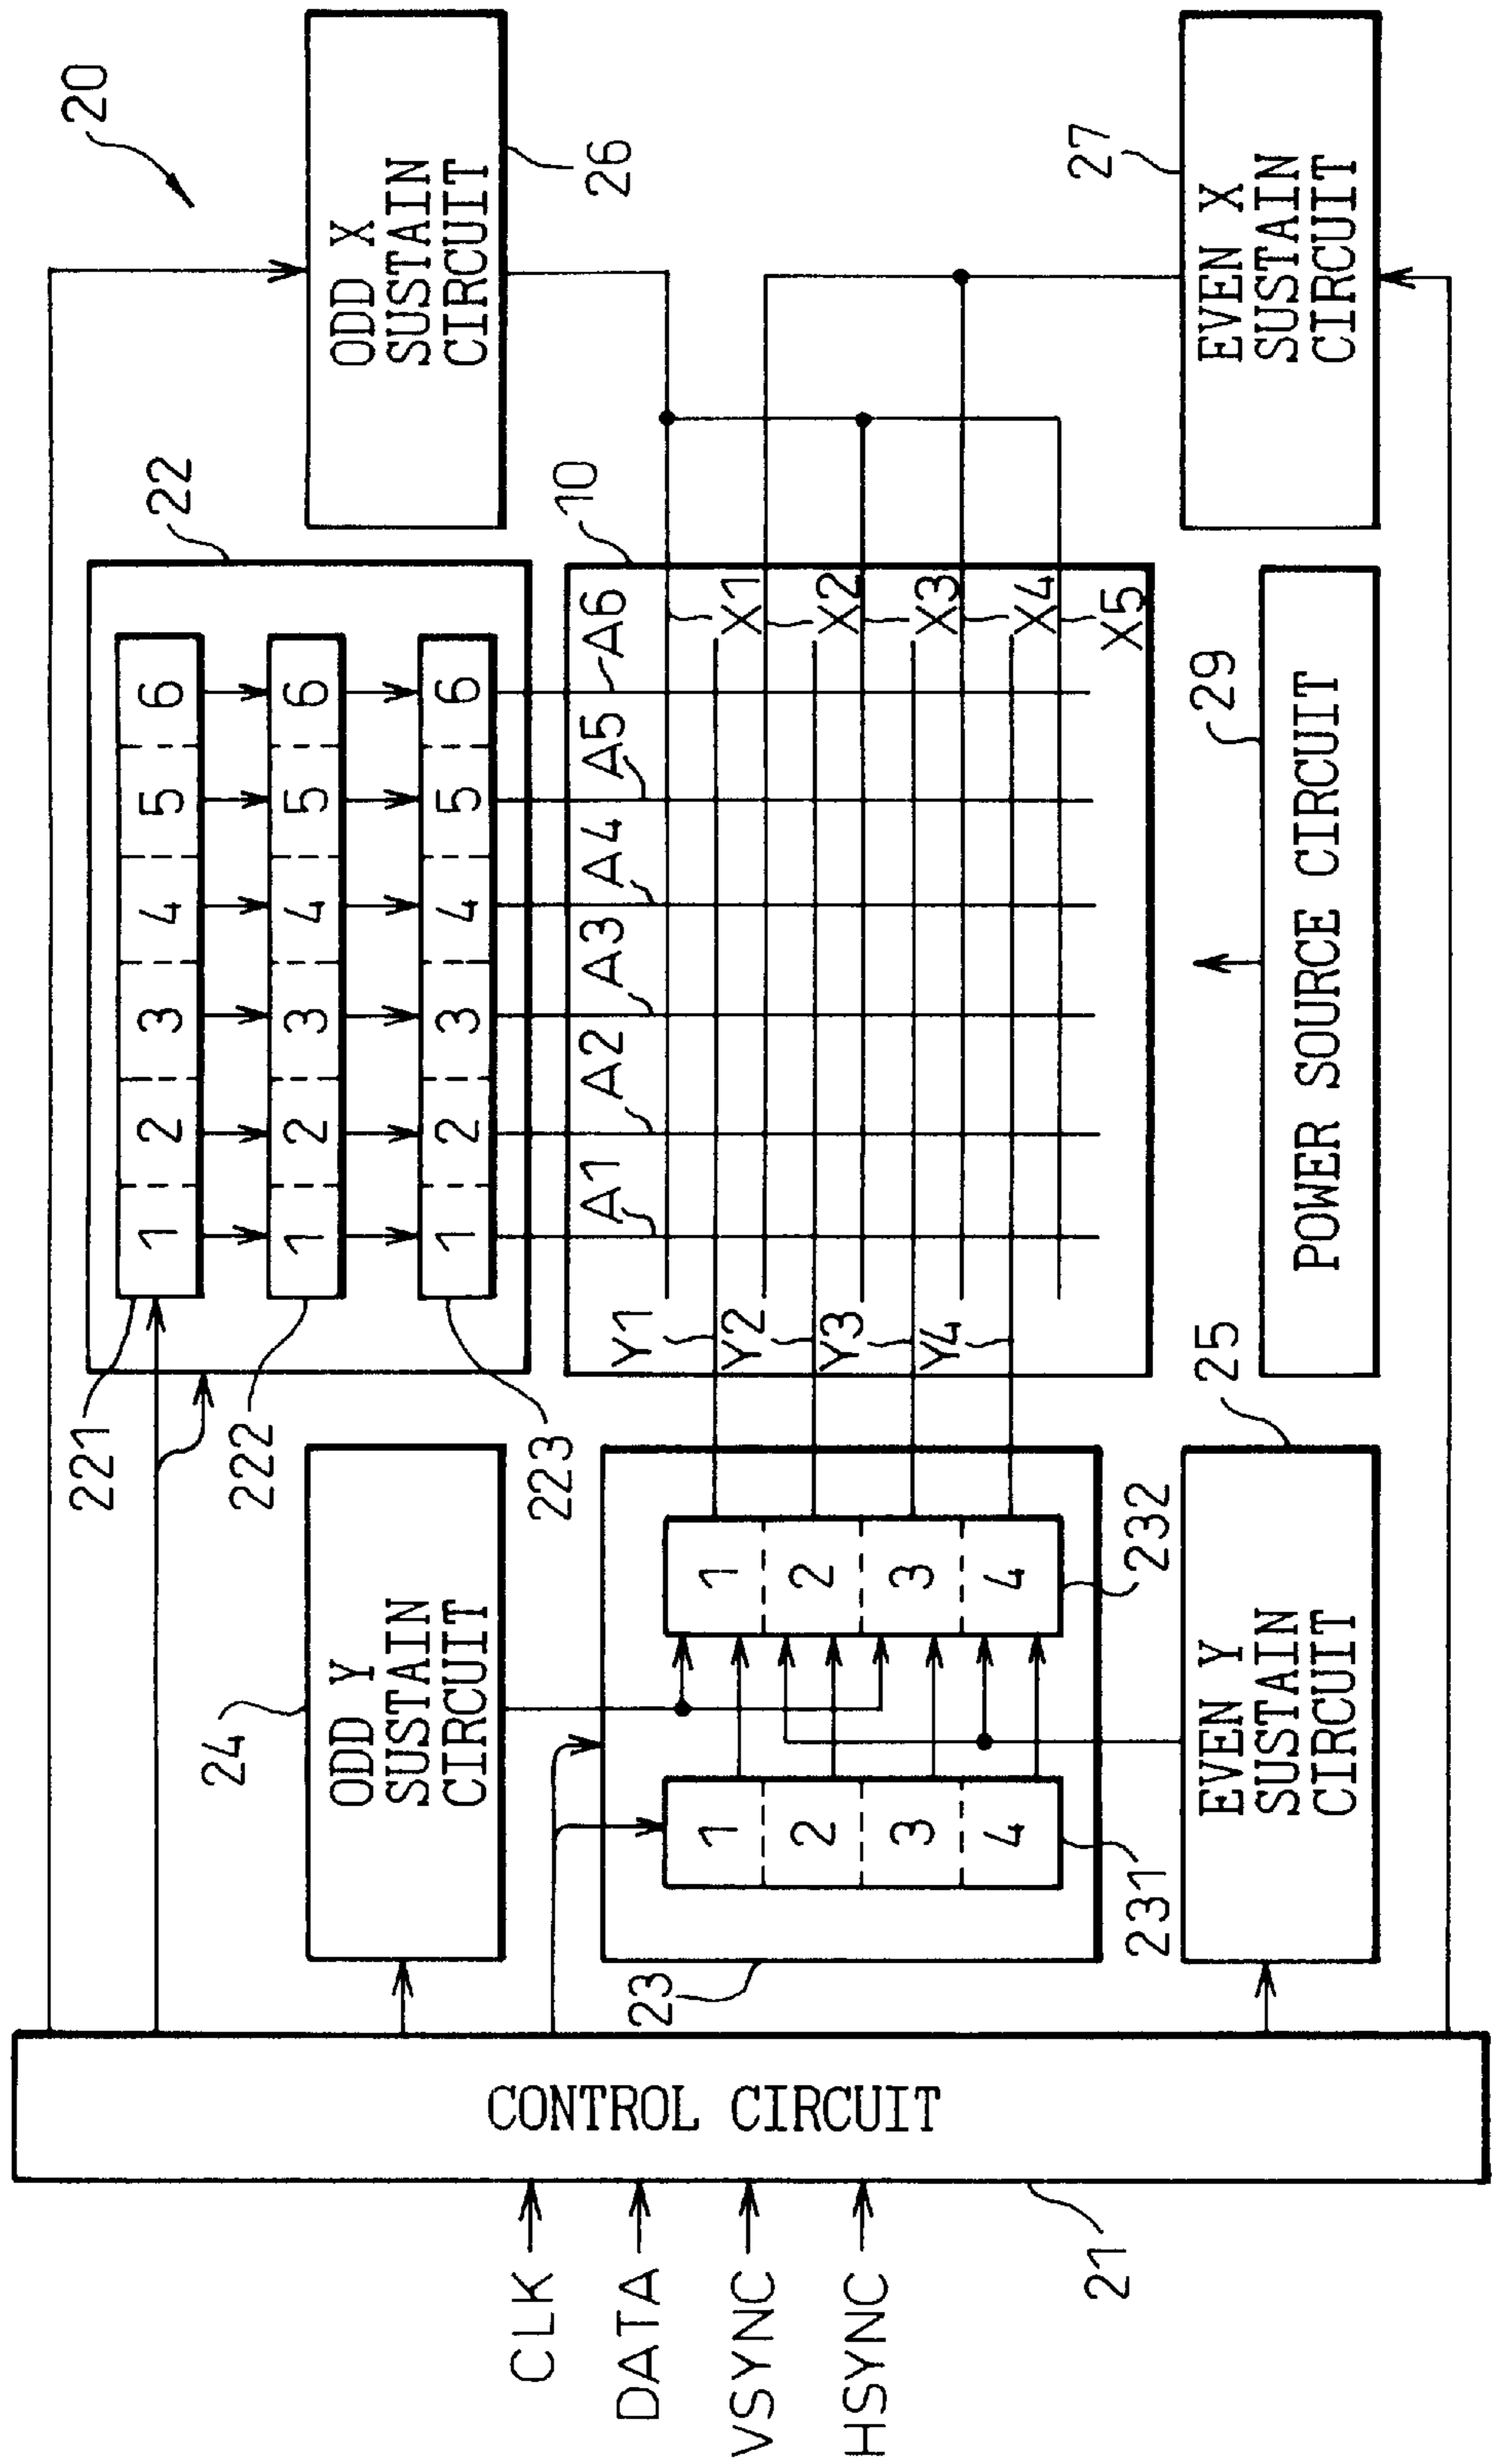 20
ODD X
SUSTAIN
CIRCUIT
26
27
EVEN X
SUSTAIN
CIRCUIT
22
1 2 3 4 5 6
1 2 3 4 5 6
1 2 3 4 5 6
221
222
223
10
A1 A2 A3 A4 A5 A6
X1
X2
X3
X4
X5
Y1
Y2
Y3
Y4
29
POWER SOURCE CIRCUIT
24
ODD Y
SUSTAIN
CIRCUIT
23
1
2
3
4
231
1
2
3
4
232
25
EVEN Y
SUSTAIN
CIRCUIT
CONTROL CIRCUIT
21
CLK
DATA
VSYNC
HSYNC